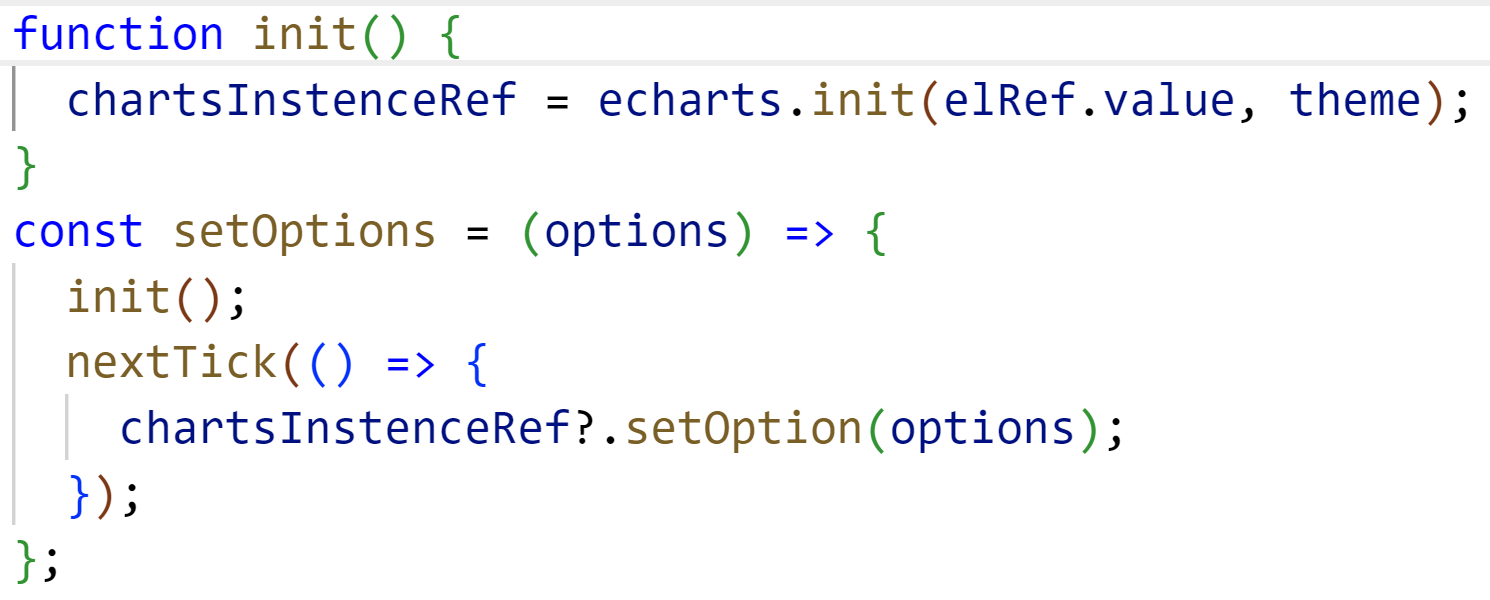 function init() {
  chartsInstenceRef = echarts.init(elRef.value, theme);
}
const setOptions = (options) => {
  init();
  nextTick(() => {
    chartsInstenceRef?.setOption(options);
  });
};